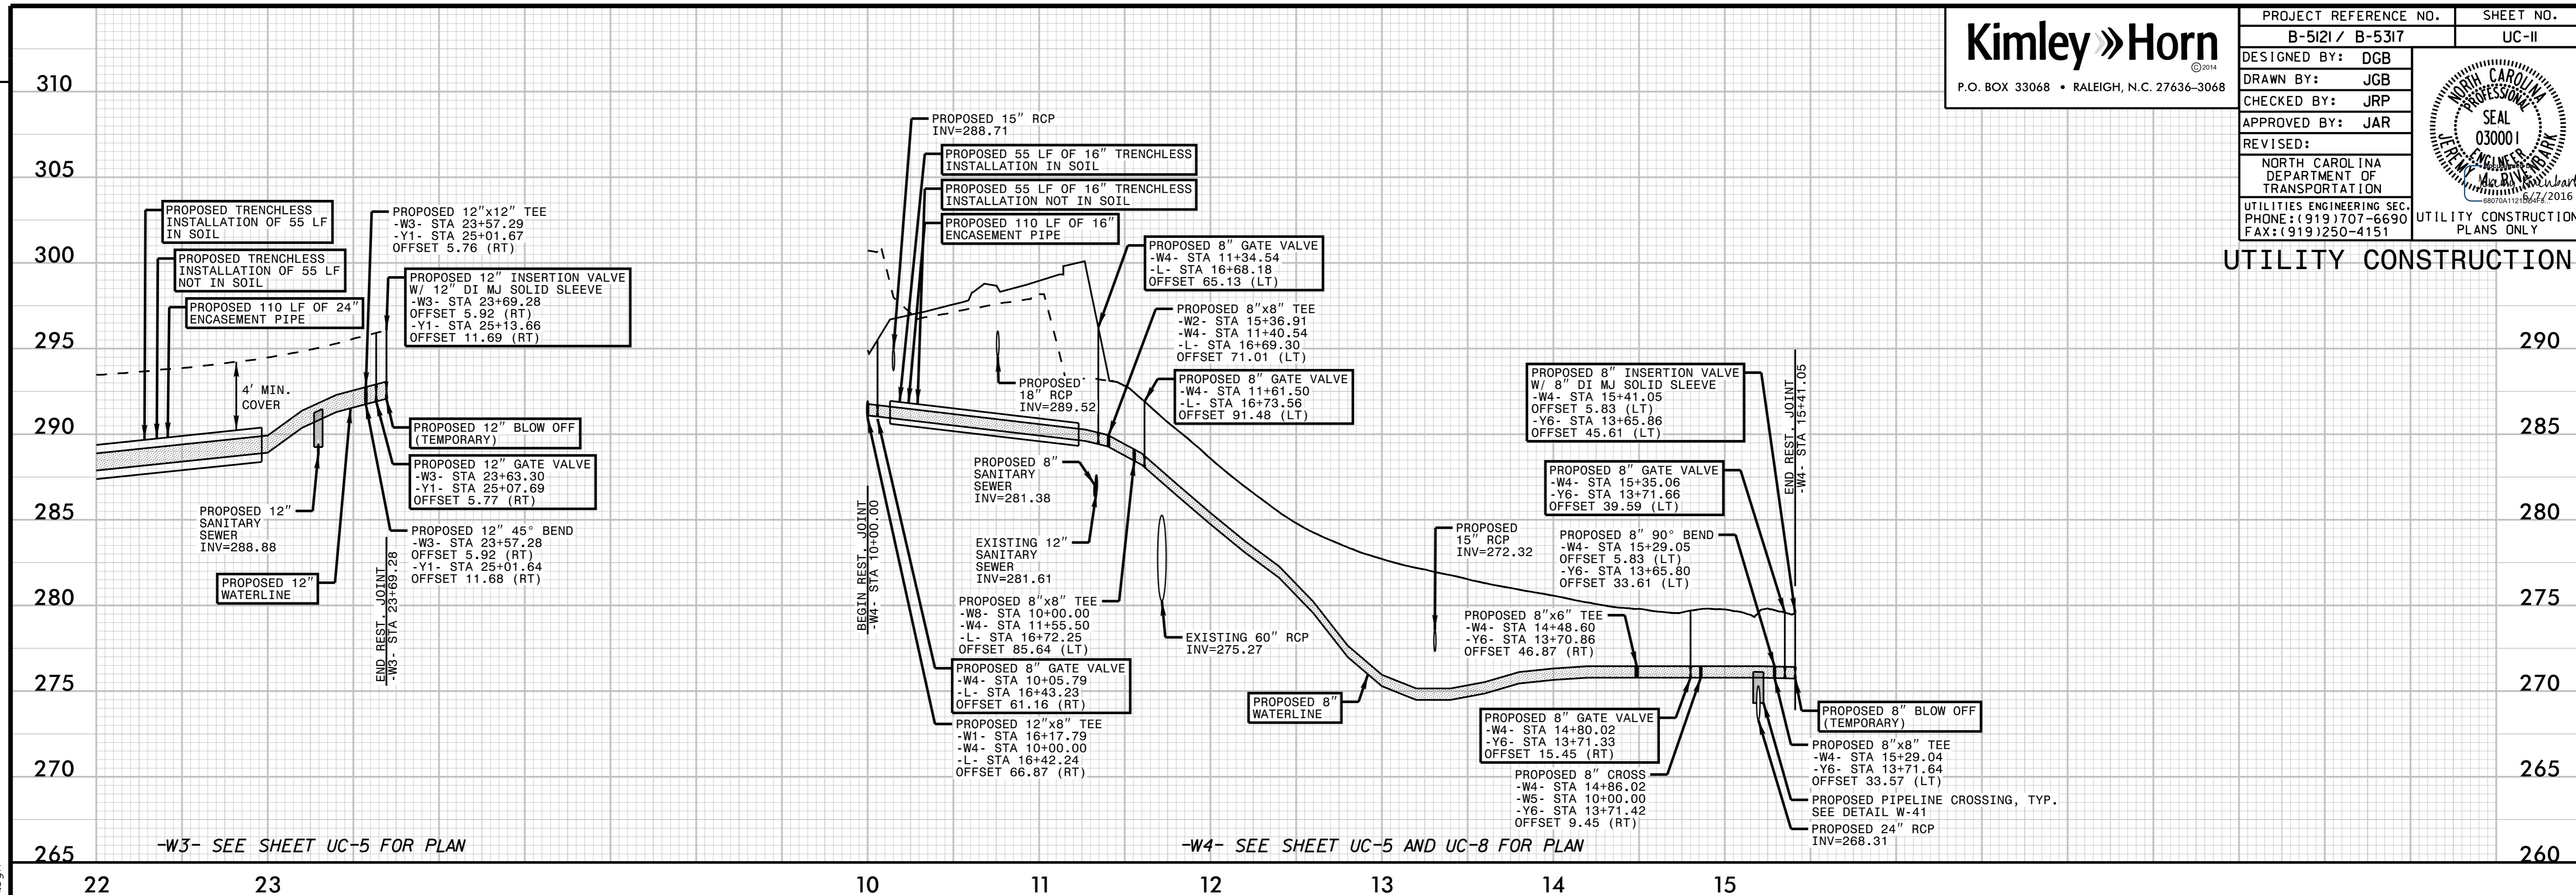 Kimley»Horn
© 2014
P.O. BOX 33068 • RALEIGH, N.C. 27636–3068
PROJECT REFERENCE NO.
SHEET NO.
B-5121 / B-5317
UC-11
DESIGNED BY: DGB
DRAWN BY: JGB
CHECKED BY: JRP
APPROVED BY: JAR
REVISED:
NORTH CAROLINA
DEPARTMENT OF
TRANSPORTATION
UTILITIES ENGINEERING SEC.
PHONE:(919)707-6690
FAX:(919)250-4151
NORTH CAROLINA
PROFESSIONAL
SEAL
030001
ENGINEER
JEREMY A. RIVENBARK
6/7/2016
UTILITY CONSTRUCTION
PLANS ONLY
UTILITY CONSTRUCTION
310
305
300
295
290
285
280
275
270
265
PROPOSED TRENCHLESS
INSTALLATION OF 55 LF
IN SOIL
PROPOSED TRENCHLESS
INSTALLATION OF 55 LF
NOT IN SOIL
PROPOSED 110 LF OF 24"
ENCASEMENT PIPE
4' MIN.
COVER
PROPOSED 12"x12" TEE
-W3- STA 23+57.29
-Y1- STA 25+01.67
OFFSET 5.76 (RT)
PROPOSED 12" INSERTION VALVE
W/ 12" DI MJ SOLID SLEEVE
-W3- STA 23+69.28
OFFSET 5.92 (RT)
-Y1- STA 25+13.66
OFFSET 11.69 (RT)
PROPOSED 12" BLOW OFF
(TEMPORARY)
PROPOSED 12" GATE VALVE
-W3- STA 23+63.30
-Y1- STA 25+07.69
OFFSET 5.77 (RT)
PROPOSED 12" 45° BEND
-W3- STA 23+57.28
OFFSET 5.92 (RT)
-Y1- STA 25+01.64
OFFSET 11.68 (RT)
PROPOSED 12"
SANITARY
SEWER
INV=288.88
PROPOSED 12"
WATERLINE
END REST. JOINT
-W3- STA 23+69.28
-W3- SEE SHEET UC-5 FOR PLAN
22
23
PROPOSED 15" RCP
INV=288.71
PROPOSED 55 LF OF 16" TRENCHLESS
INSTALLATION IN SOIL
PROPOSED 55 LF OF 16" TRENCHLESS
INSTALLATION NOT IN SOIL
PROPOSED 110 LF OF 16"
ENCASEMENT PIPE
PROPOSED 8" GATE VALVE
-W4- STA 11+34.54
-L- STA 16+68.18
OFFSET 65.13 (LT)
PROPOSED 8"x8" TEE
-W2- STA 15+36.91
-W4- STA 11+40.54
-L- STA 16+69.30
OFFSET 71.01 (LT)
PROPOSED 8" GATE VALVE
-W4- STA 11+61.50
-L- STA 16+73.56
OFFSET 91.48 (LT)
PROPOSED
18" RCP
INV=289.52
PROPOSED 8"
SANITARY
SEWER
INV=281.38
EXISTING 12"
SANITARY
SEWER
INV=281.61
PROPOSED 8"x8" TEE
-W8- STA 10+00.00
-W4- STA 11+55.50
-L- STA 16+72.25
OFFSET 85.64 (LT)
PROPOSED 8" GATE VALVE
-W4- STA 10+05.79
-L- STA 16+43.23
OFFSET 61.16 (RT)
PROPOSED 12"x8" TEE
-W1- STA 16+17.79
-W4- STA 10+00.00
-L- STA 16+42.24
OFFSET 66.87 (RT)
BEGIN REST. JOINT
-W4- STA 10+00.00
EXISTING 60" RCP
INV=275.27
PROPOSED 8"
WATERLINE
PROPOSED
15" RCP
INV=272.32
PROPOSED 8" INSERTION VALVE
W/ 8" DI MJ SOLID SLEEVE
-W4- STA 15+41.05
OFFSET 5.83 (LT)
-Y6- STA 13+65.86
OFFSET 45.61 (LT)
PROPOSED 8" GATE VALVE
-W4- STA 15+35.06
-Y6- STA 13+71.66
OFFSET 39.59 (LT)
PROPOSED 8" 90° BEND
-W4- STA 15+29.05
OFFSET 5.83 (LT)
-Y6- STA 13+65.80
OFFSET 33.61 (LT)
PROPOSED 8"x6" TEE
-W4- STA 14+48.60
-Y6- STA 13+70.86
OFFSET 46.87 (RT)
PROPOSED 8" GATE VALVE
-W4- STA 14+80.02
-Y6- STA 13+71.33
OFFSET 15.45 (RT)
PROPOSED 8" CROSS
-W4- STA 14+86.02
-W5- STA 10+00.00
-Y6- STA 13+71.42
OFFSET 9.45 (RT)
END REST. JOINT
-W4- STA 15+41.05
PROPOSED 8" BLOW OFF
(TEMPORARY)
PROPOSED 8"x8" TEE
-W4- STA 15+29.04
-Y6- STA 13+71.64
OFFSET 33.57 (LT)
PROPOSED PIPELINE CROSSING, TYP.
SEE DETAIL W-41
PROPOSED 24" RCP
INV=268.31
-W4- SEE SHEET UC-5 AND UC-8 FOR PLAN
10
11
12
13
14
15
290
285
280
275
270
265
260